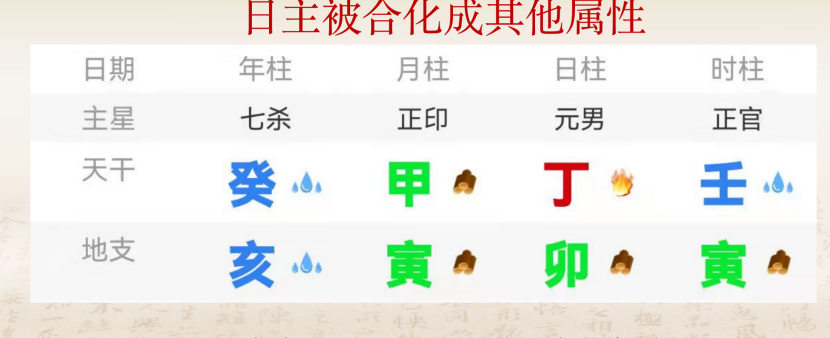 日主被合化成其他属性
日期 年柱 月柱 日柱 时柱
主星 七杀 正印 元男 正官
天干 癸 甲 丁 壬
地支 亥 寅 卯 寅